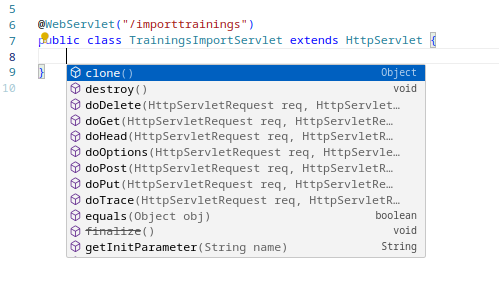 5
6 @WebServlet("/importtrainings")
7 public class TrainingsImportServlet extends HttpServlet {
8
9 }
10
clone() Object
destroy() void
doDelete(HttpServletRequest req, HttpServlet…
doGet(HttpServletRequest req, HttpServletRe…
doHead(HttpServletRequest req, HttpServletR…
doOptions(HttpServletRequest req, HttpServle…
doPost(HttpServletRequest req, HttpServletR…
doPut(HttpServletRequest req, HttpServletRe…
doTrace(HttpServletRequest req, HttpServletR…
equals(Object obj) boolean
finalize() void
getInitParameter(String name) String